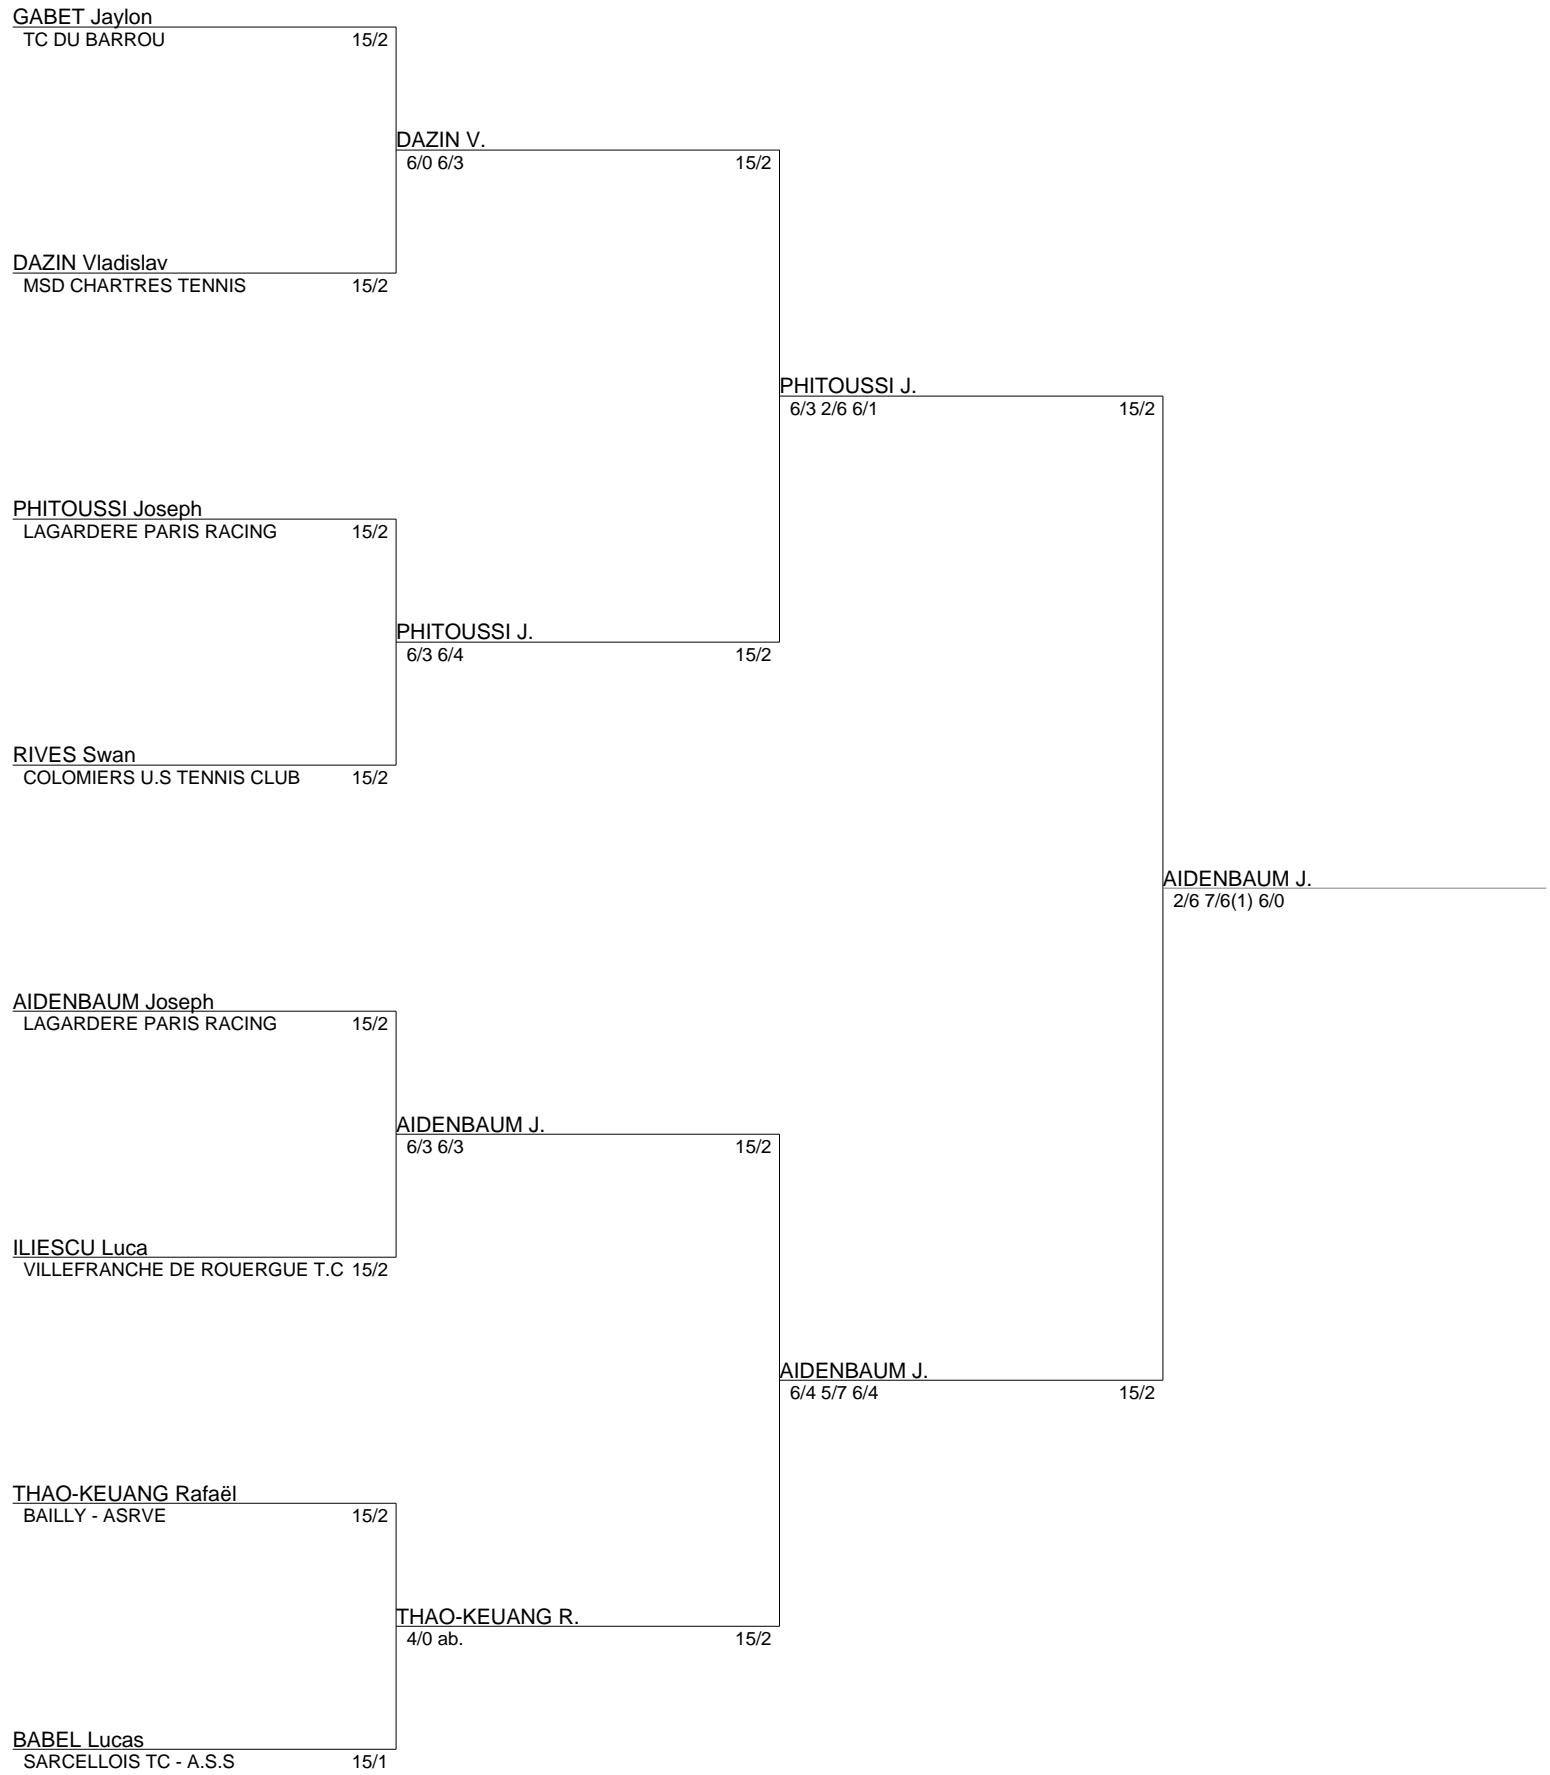 GABET Jaylon
TC DU BARROU 15/2
DAZIN V.
6/0 6/3 15/2
DAZIN Vladislav
MSD CHARTRES TENNIS 15/2
PHITOUSSI J.
6/3 2/6 6/1 15/2
PHITOUSSI Joseph
LAGARDERE PARIS RACING 15/2
PHITOUSSI J.
6/3 6/4 15/2
RIVES Swan
COLOMIERS U.S TENNIS CLUB 15/2
AIDENBAUM J.
2/6 7/6(1) 6/0
AIDENBAUM Joseph
LAGARDERE PARIS RACING 15/2
AIDENBAUM J.
6/3 6/3 15/2
ILIESCU Luca
VILLEFRANCHE DE ROUERGUE T.C 15/2
AIDENBAUM J.
6/4 5/7 6/4 15/2
THAO-KEUANG Rafaël
BAILLY - ASRVE 15/2
THAO-KEUANG R.
4/0 ab. 15/2
BABEL Lucas
SARCELLOIS TC - A.S.S 15/1